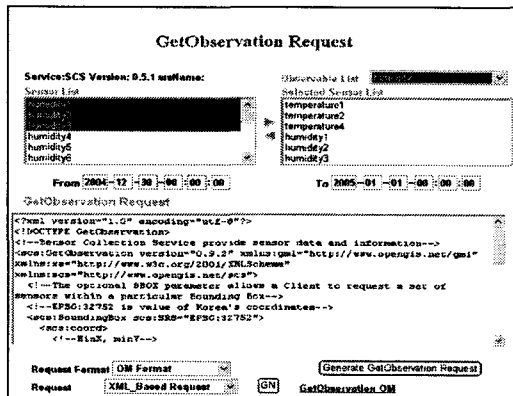 GetObservation Request
Service:SCS Version: 0.5.1 wsName:
Observable List
Sensor List
Selected Sensor List
humidity1
humidity2
humidity3
humidity4
humidity5
humidity6
temperature1
temperature2
temperature4
humidity1
humidity2
humidity3
From 2004-12-30-00:00:00
To 2005-01-01-00:00:00
GetObservation Request
<?xml version="1.0" encoding="utf-8"?>
<!DOCTYPE GetObservation>
<!--Sensor Collection Service provide sensor data and information-->
<scs:GetObservation version="0.9.2" xmlns:gml="http://www.opengis.net/gml"
xmlns:xs="http://www.w3c.org/2001/XMLSchema"
xmlns:scs="http://www.opengis.net/scs">
<!--The optional BBOX parameter allows a Client to request a set of
sensors within a particular Bounding Box-->
<!--EPSG:32752 is value of Korea's coordinates-->
<scs:BoundingBox scs:SRS="EPSG:32752">
<scs:coord>
<!--MinX, minY-->
Request Format OM Format
Generate GetObservation Request
Request XML_Based Request GN GetObservation OM